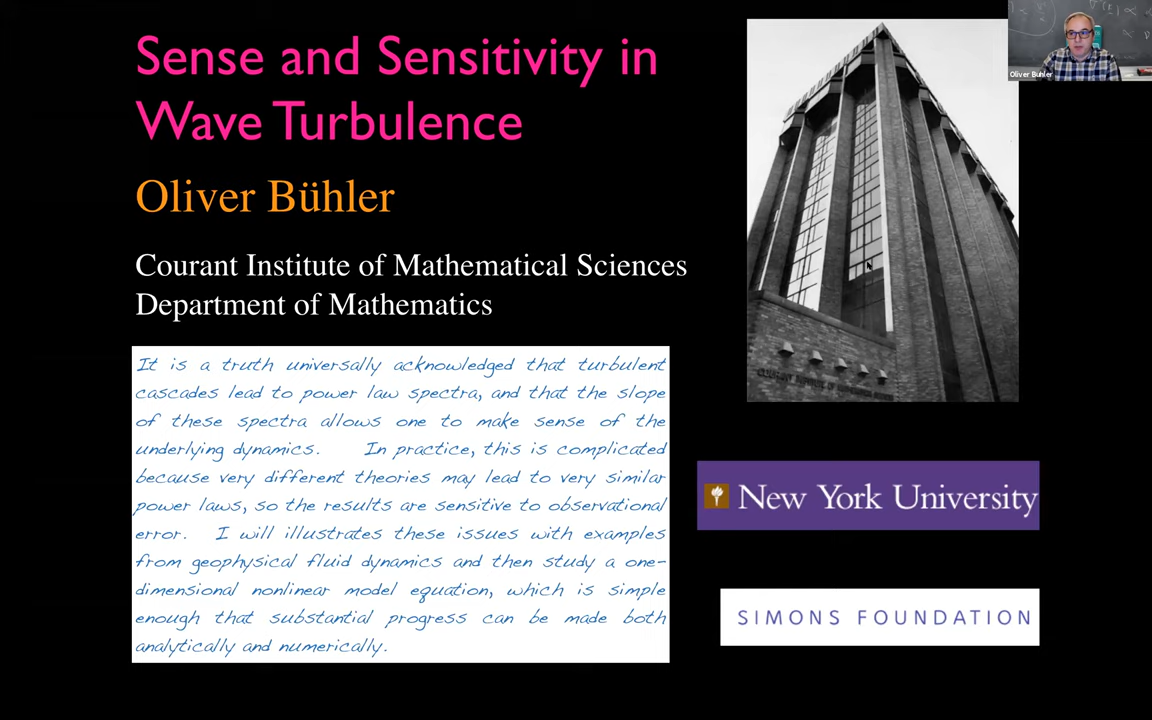 Sense and Sensitivity in
Wave Turbulence
Oliver Bühler
Courant Institute of Mathematical Sciences
Department of Mathematics
It is a truth universally acknowledged that turbulent
cascades lead to power law spectra, and that the slope
of these spectra allows one to make sense of the
underlying dynamics. In practice, this is complicated
because very different theories may lead to very similar
power laws, so the results are sensitive to observational
error. I will illustrates these issues with examples
from geophysical fluid dynamics and then study a one-
dimensional nonlinear model equation, which is simple
enough that substantial progress can be made both
analytically and numerically.
Oliver Buhler
NEW YORK UNIVERSITY
SIMONS FOUNDATION